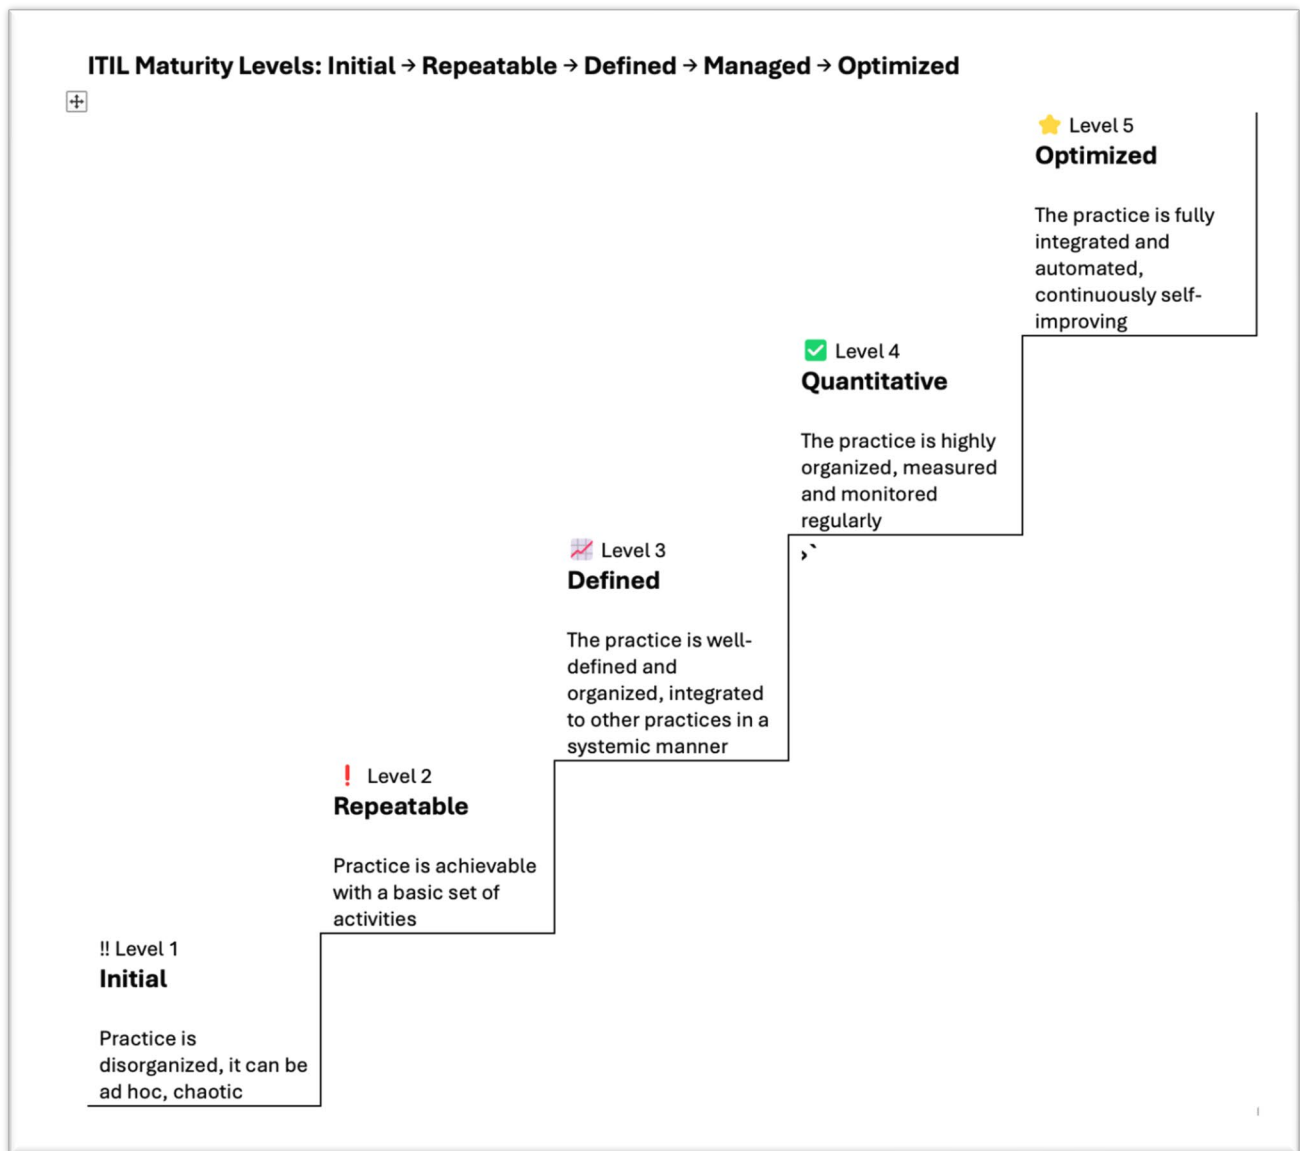 ITIL Maturity Levels: Initial → Repeatable → Defined → Managed → Optimized
⭐ Level 5
Optimized
The practice is fully
integrated and
automated,
continuously self-
improving
✅ Level 4
Quantitative
The practice is highly
organized, measured
and monitored
regularly
›`
📈 Level 3
Defined
The practice is well-
defined and
organized, integrated
to other practices in a
systemic manner
❗ Level 2
Repeatable
Practice is achievable
with a basic set of
activities
‼ Level 1
Initial
Practice is
disorganized, it can be
ad hoc, chaotic